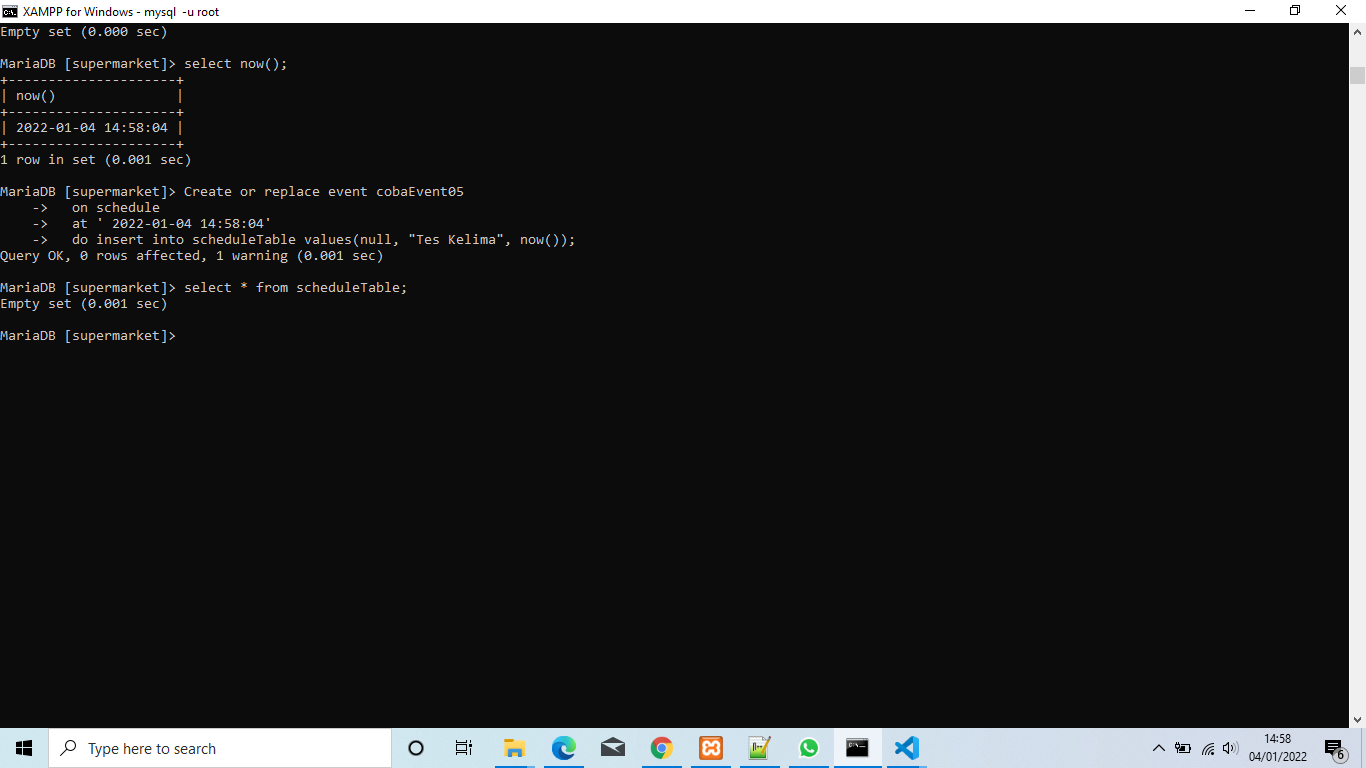 XAMPP for Windows - mysql  -u root
Empty set (0.000 sec)
MariaDB [supermarket]> select now();
+---------------------+
| now()               |
+---------------------+
| 2022-01-04 14:58:04 |
+---------------------+
1 row in set (0.001 sec)
MariaDB [supermarket]> Create or replace event cobaEvent05
    ->   on schedule
    ->   at ' 2022-01-04 14:58:04'
    ->   do insert into scheduleTable values(null, "Tes Kelima", now());
Query OK, 0 rows affected, 1 warning (0.001 sec)
MariaDB [supermarket]> select * from scheduleTable;
Empty set (0.001 sec)
MariaDB [supermarket]>
Type here to search
14:58
04/01/2022
6